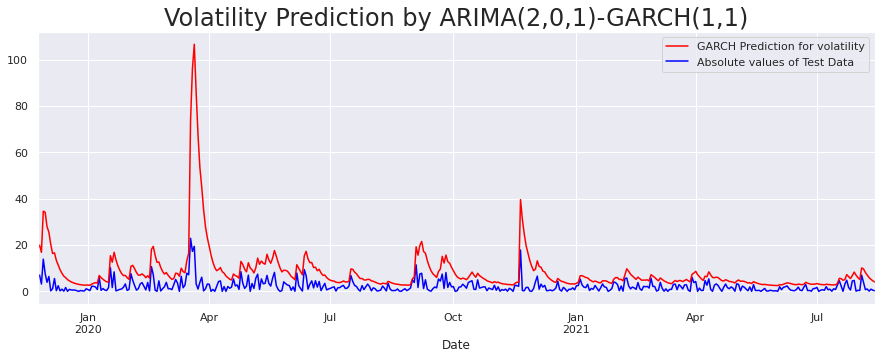 Volatility Prediction by ARIMA(2,0,1)-GARCH(1,1)
GARCH Prediction for volatility
Absolute values of Test Data
100
80
60
40
20
0
Jan
2020
Apr
Jul
Oct
Jan
2021
Apr
Jul
Date